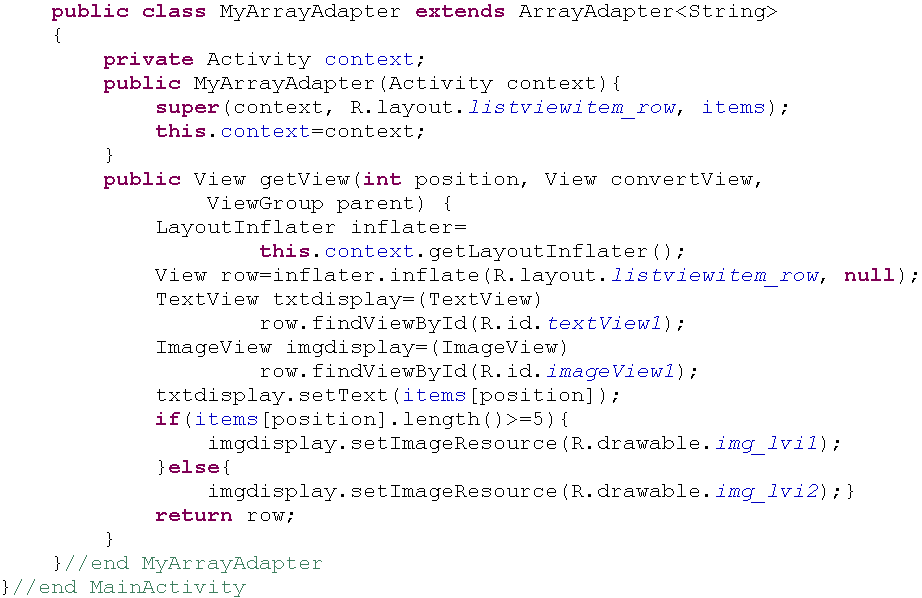 public class MyArrayAdapter extends ArrayAdapter<String>
{
private Activity context;
public MyArrayAdapter(Activity context){
super(context, R.layout.listviewitem_row, items);
this.context=context;
}
public View getView(int position, View convertView,
ViewGroup parent) {
LayoutInflater inflater=
this.context.getLayoutInflater();
View row=inflater.inflate(R.layout.listviewitem_row, null);
TextView txtdisplay=(TextView)
row.findViewById(R.id.textView1);
ImageView imgdisplay=(ImageView)
row.findViewById(R.id.imageView1);
txtdisplay.setText(items[position]);
if(items[position].length()>=5){
imgdisplay.setImageResource(R.drawable.img_lvi1);
}else{
imgdisplay.setImageResource(R.drawable.img_lvi2);}
return row;
}
}//end MyArrayAdapter
}//end MainActivity